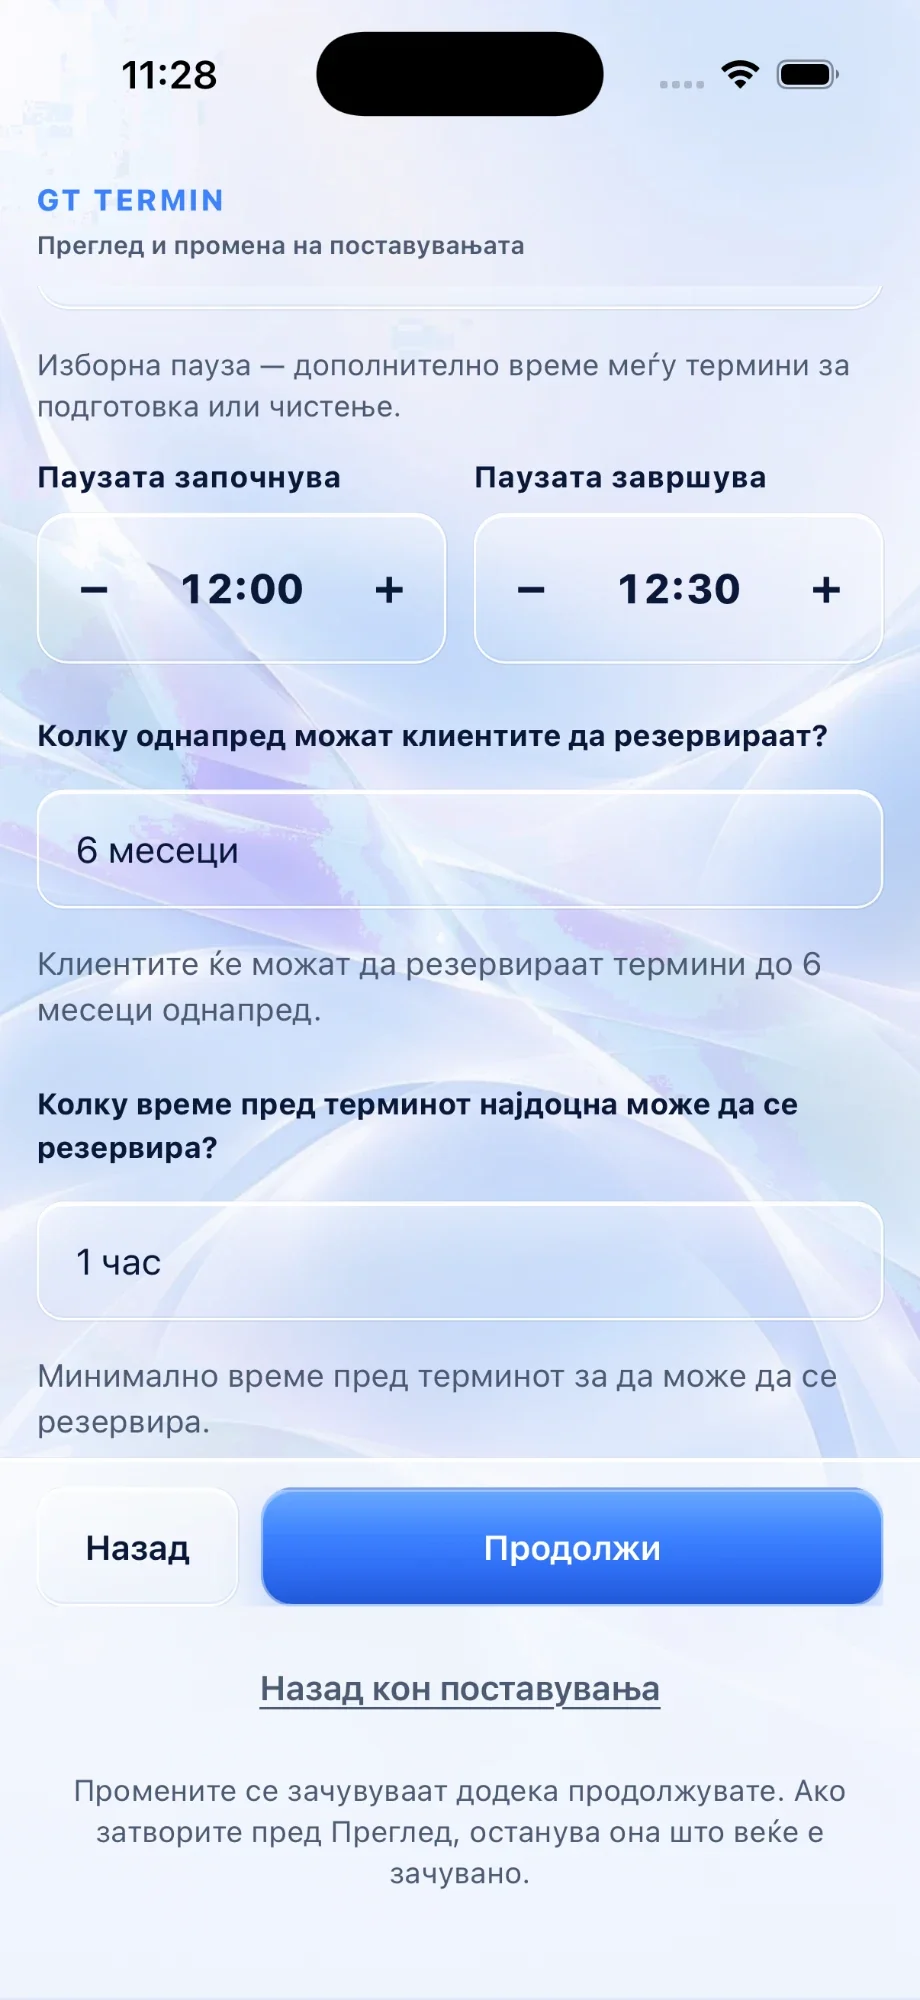 11:28
GT TERMIN
Преглед и промена на поставувањата
Изборна пауза — дополнително време меѓу термини за
подготовка или чистење.
Паузата започнува
Паузата завршува
− 12:00 +
− 12:30 +
Колку однапред можат клиентите да резервираат?
6 месеци
Клиентите ќе можат да резервираат термини до 6
месеци однапред.
Колку време пред терминот најдоцна може да се
резервира?
1 час
Минимално време пред терминот за да може да се
резервира.
Назад
Продолжи
Назад кон поставувања
Промените се зачувуваат додека продолжувате. Ако
затворите пред Преглед, останува она што веќе е
зачувано.